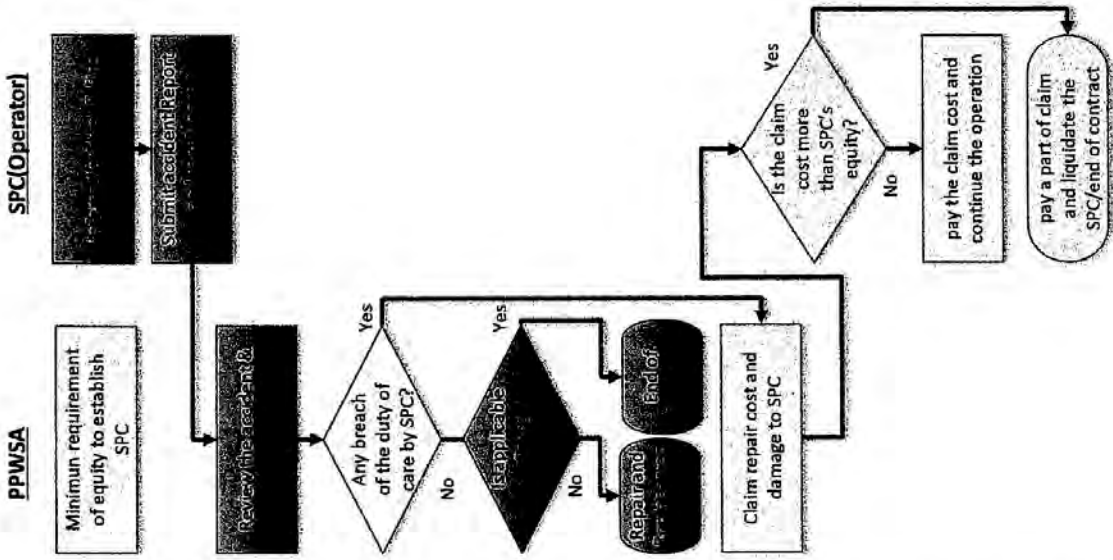 PPWSA
SPC(Operator)
Minimun requirement
of equity to establish
SPC
Submit accident Report
Review the accident &
Any breach
of the duty of
care by SPC?
Yes
No
Is applicable
Yes
No
Repair and
End of
Claim repair cost and
damage to SPC
Is the claim
cost more
than SPC's
equity?
Yes
No
pay the claim cost and
continue the operation
pay a part of claim
and liquidate the
SPC/end of contract